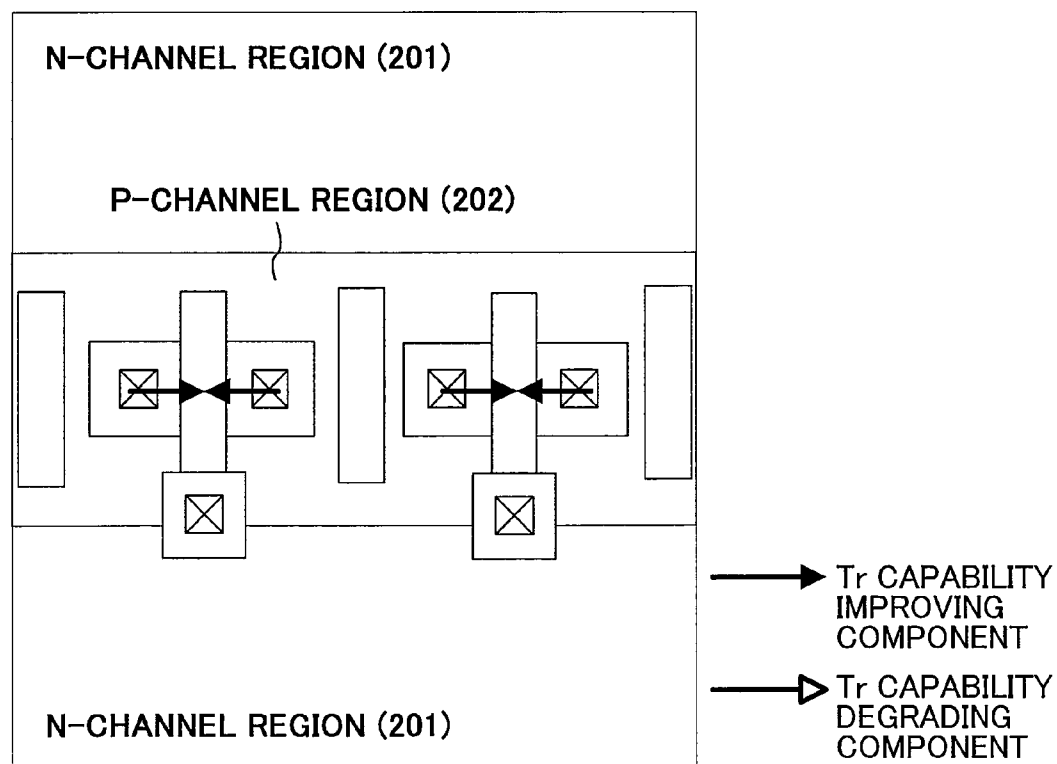 N-CHANNEL REGION (201)
P-CHANNEL REGION (202)
Tr CAPABILITY
IMPROVING
COMPONENT
Tr CAPABILITY
DEGRADING
COMPONENT
N-CHANNEL REGION (201)